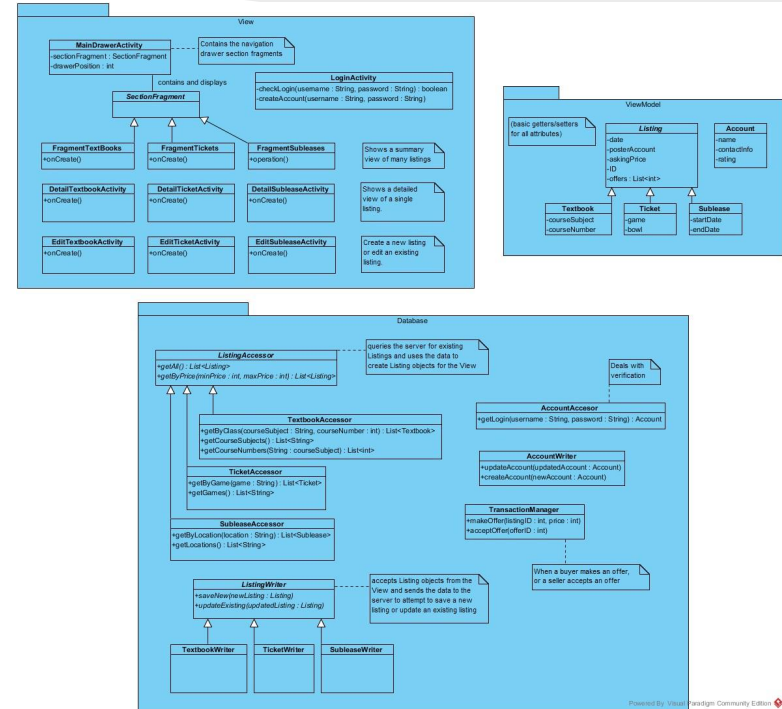 View
MainDrawerActivity
-sectionFragment : SectionFragment
-drawerPosition : int
Contains the navigation
drawer section fragments
contains and displays
SectionFragment
LoginActivity
-checkLogin(username : String, password : String) : boolean
-createAccount(username : String, password : String)
FragmentTextBooks
+onCreate()
FragmentTickets
+onCreate()
FragmentSubleases
+operation()
Shows a summary
view of many listings
DetailTextbookActivity
+onCreate()
DetailTicketActivity
+onCreate()
DetailSubleaseActivity
+onCreate()
Shows a detailed
view of a single
listing.
EditTextbookActivity
+onCreate()
EditTicketActivity
+onCreate()
EditSubleaseActivity
+onCreate()
Create a new listing
or edit an existing
listing.
ViewModel
(basic getters/setters
for all attributes)
Listing
-date
-posterAccount
-askingPrice
-ID
-offers : List<int>
Account
-name
-contactInfo
-rating
Textbook
-courseSubject
-courseNumber
Ticket
-game
-bowl
Sublease
-startDate
-endDate
Database
ListingAccessor
+getAll() : List<Listing>
+getByPrice(minPrice : int, maxPrice : int) : List<Listing>
queries the server for existing
Listings and uses the data to
create Listing objects for the View
Deals with
verification
TextbookAccessor
+getByClass(courseSubject : String, courseNumber : int) : List<Textbook>
+getCourseSubjects() : List<String>
+getCourseNumbers(String : courseSubject) : List<int>
AccountAccesor
+getLogin(username : String, password : String) : Account
TicketAccessor
+getByGame(game : String) : List<Ticket>
+getGames() : List<String>
AccountWriter
+updateAccount(updatedAccount : Account)
+createAccount(newAccount : Account)
SubleaseAccessor
+getByLocation(location : String) : List<Sublease>
+getLocations() : List<String>
TransactionManager
+makeOffer(listingID : int, price : int)
+acceptOffer(offerID : int)
When a buyer makes an offer,
or a seller accepts an offer
ListingWriter
+saveNew(newListing : Listing)
+updateExisting(updatedListing : Listing)
accepts Listing objects from the
View and sends the data to the
server to attempt to save a new
listing or update an existing listing
TextbookWriter
TicketWriter
SubleaseWriter
Powered By Visual Paradigm Community Edition